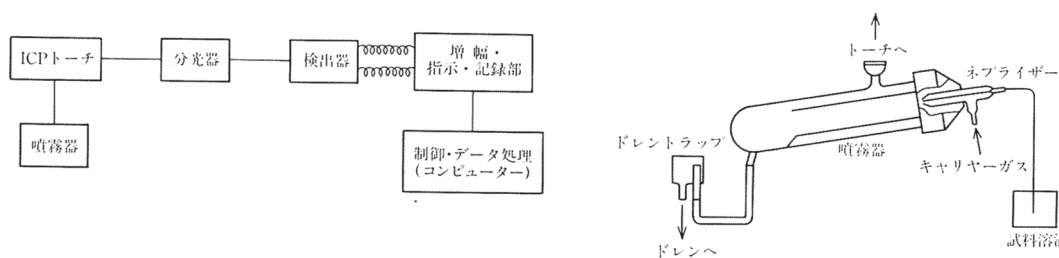 ICPトーチ
分光器
検出器
増幅・
指示・記録部
噴霧器
制御・データ処理
(コンピューター)
トーチへ
ネブライザー
ドレントラップ
噴霧器
キャリヤーガス
ドレンへ
試料溶液